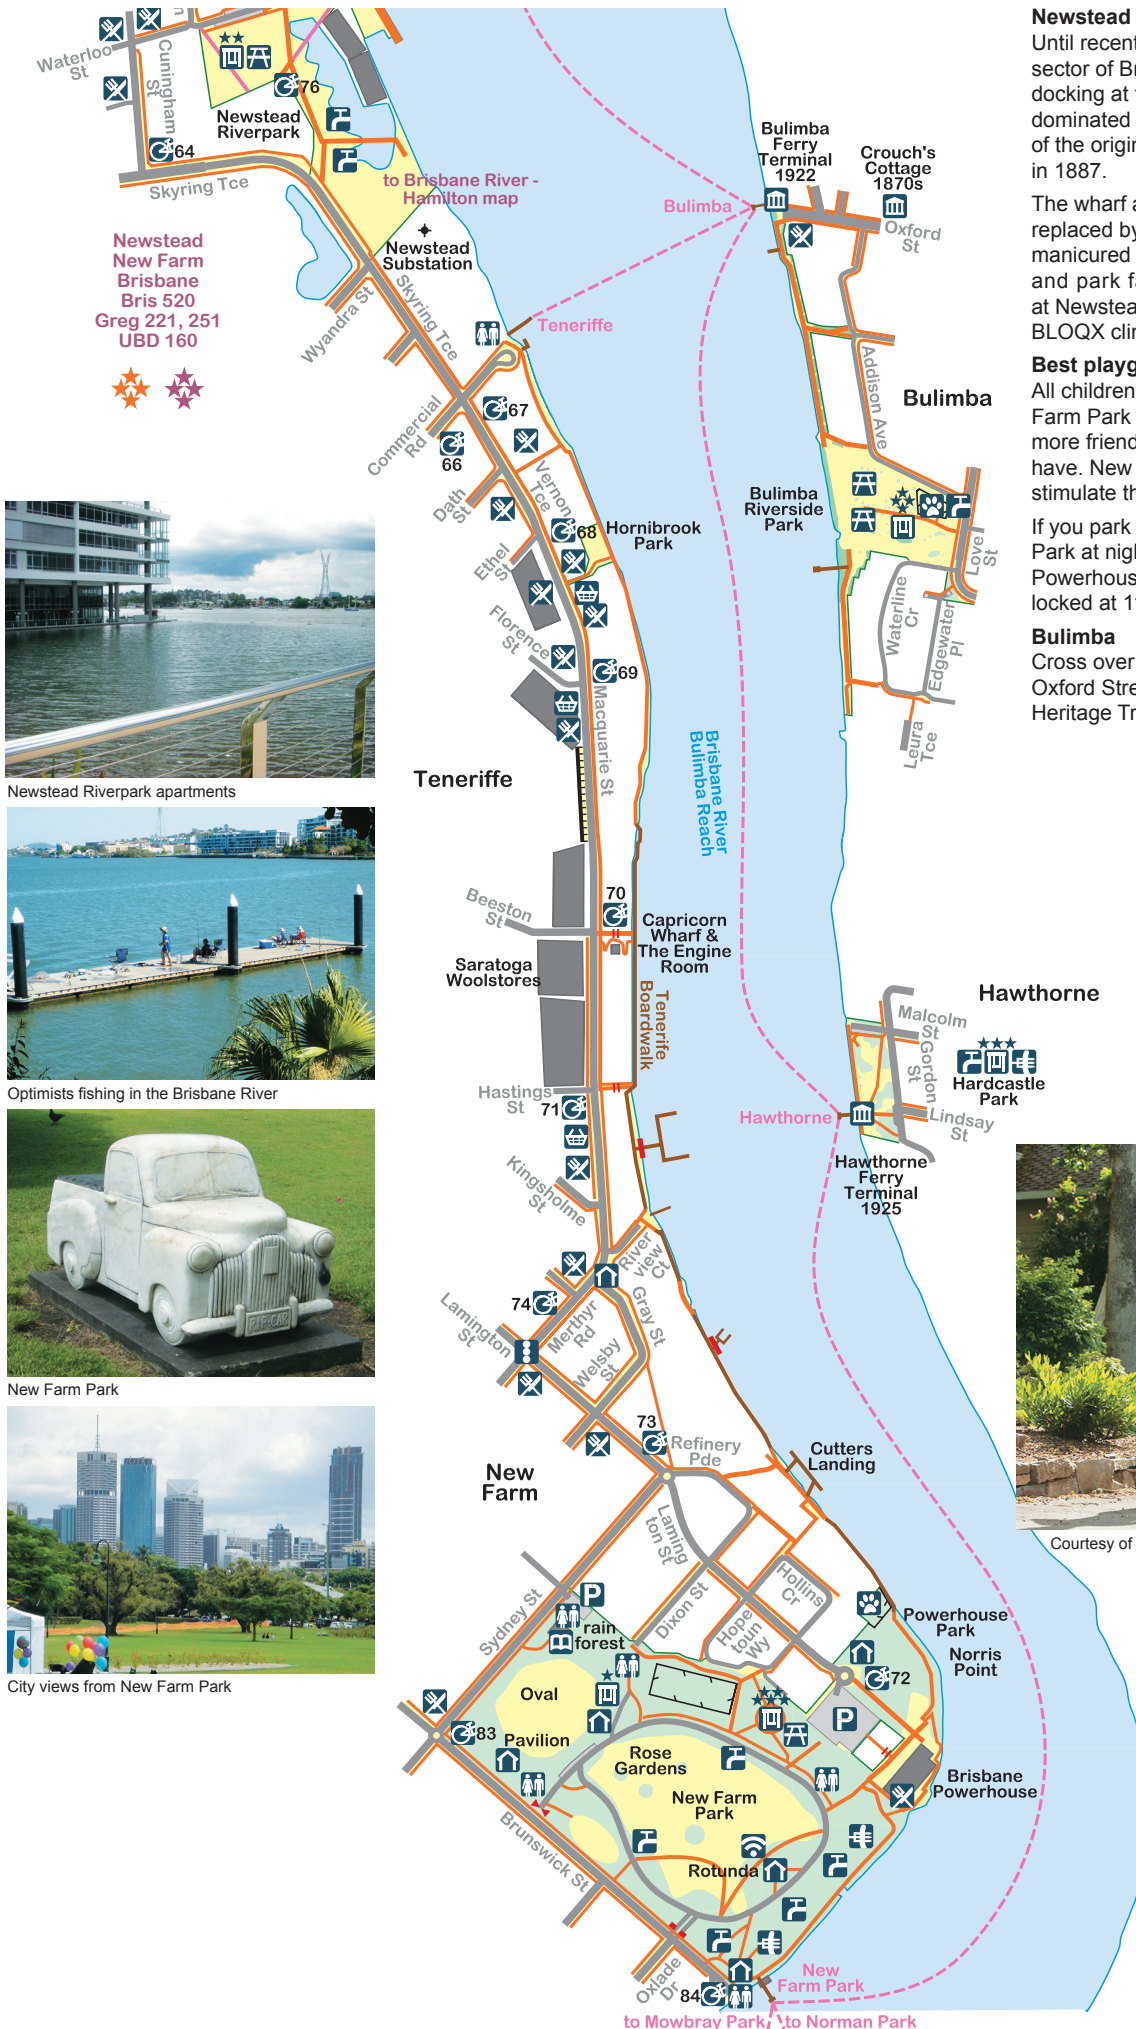 Waterloo
St
Cuningham
St
76
64
Newstead
Riverpark
Skyring Tce
to Brisbane River -
Hamilton map
Newstead
Substation
Newstead
New Farm
Brisbane
Bris 520
Greg 221, 251
UBD 160
Wyandra St
Skyring Tce
Teneriffe
Bulimba
Bulimba
Ferry
Terminal
1922
Crouch's
Cottage
1870s
Oxford
St
Addison Ave
Bulimba
Commercial
Rd
67
66
Dath
St
Vernon
Tce
68
Hornibrook
Park
Ethel
St
Florence
St
69
Macquarie St
Bulimba
Riverside
Park
Love
St
Waterline
Cr
Edgewater
Pl
Leura
Tce
Teneriffe
Brisbane River
Bulimba Reach
70
Beeston
St
Capricorn
Wharf &
The Engine
Room
Saratoga
Woolstores
Tenerife
Boardwalk
Hastings
St
71
Kingsholme
St
Hawthorne
Malcolm
St
Gordon
St
Hardcastle
Park
Lindsay
St
Hawthorne
Hawthorne
Ferry
Terminal
1925
River
view
Ct
Gray St
74
Merthyr
Rd
Lamington
St
Welsby
St
73
Refinery
Pde
Cutters
Landing
New
Farm
Laming
ton St
Hollins
Cr
Dixon St
Hope
toun
Wy
Sydney St
P
rain
forest
Powerhouse
Park
Norris
Point
72
P
Oval
83
Pavilion
Rose
Gardens
New Farm
Park
Brisbane
Powerhouse
Rotunda
Brunswick St
Oxlade
Dr
84
New
Farm Park
to Mowbray Park
to Norman Park
Newstead Riverpark apartments
Optimists fishing in the Brisbane River
New Farm Park
City views from New Farm Park
Newstead
Until recent
sector of Br
docking at
dominated
of the origin
in 1887.
The wharf a
replaced by
manicured
and park fa
at Newstea
BLOQX clin
Best playg
All children
Farm Park
more friend
have. New
stimulate th
If you park
Park at nigh
Powerhous
locked at 1
Bulimba
Cross over
Oxford Stre
Heritage Tr
Courtesy of